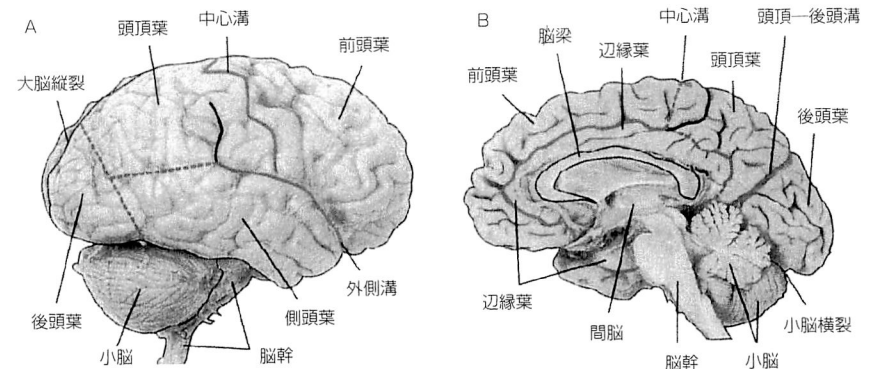 A
頭頂葉
中心溝
前頭葉
大脳縦裂
後頭葉
小脳
脳幹
側頭葉
外側溝
B
脳梁
辺縁葉
中心溝
頭頂—後頭溝
前頭葉
頭頂葉
後頭葉
辺縁葉
間脳
脳幹
小脳
小脳横裂